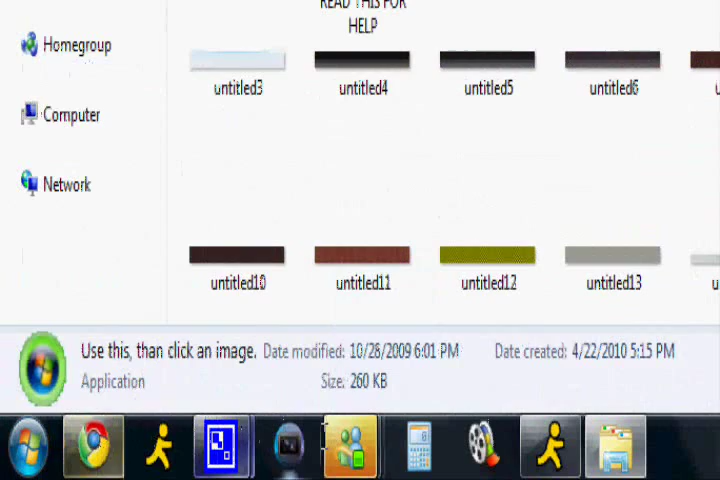 READ THIS FOR
HELP
Homegroup
untitled3 untitled4 untitled5 untitled6
Computer
Network
untitled10 untitled11 untitled12 untitled13
Use this, than click an image. Date modified: 10/28/2009 6:01 PM Date created: 4/22/2010 5:15 PM
Application Size: 260 KB